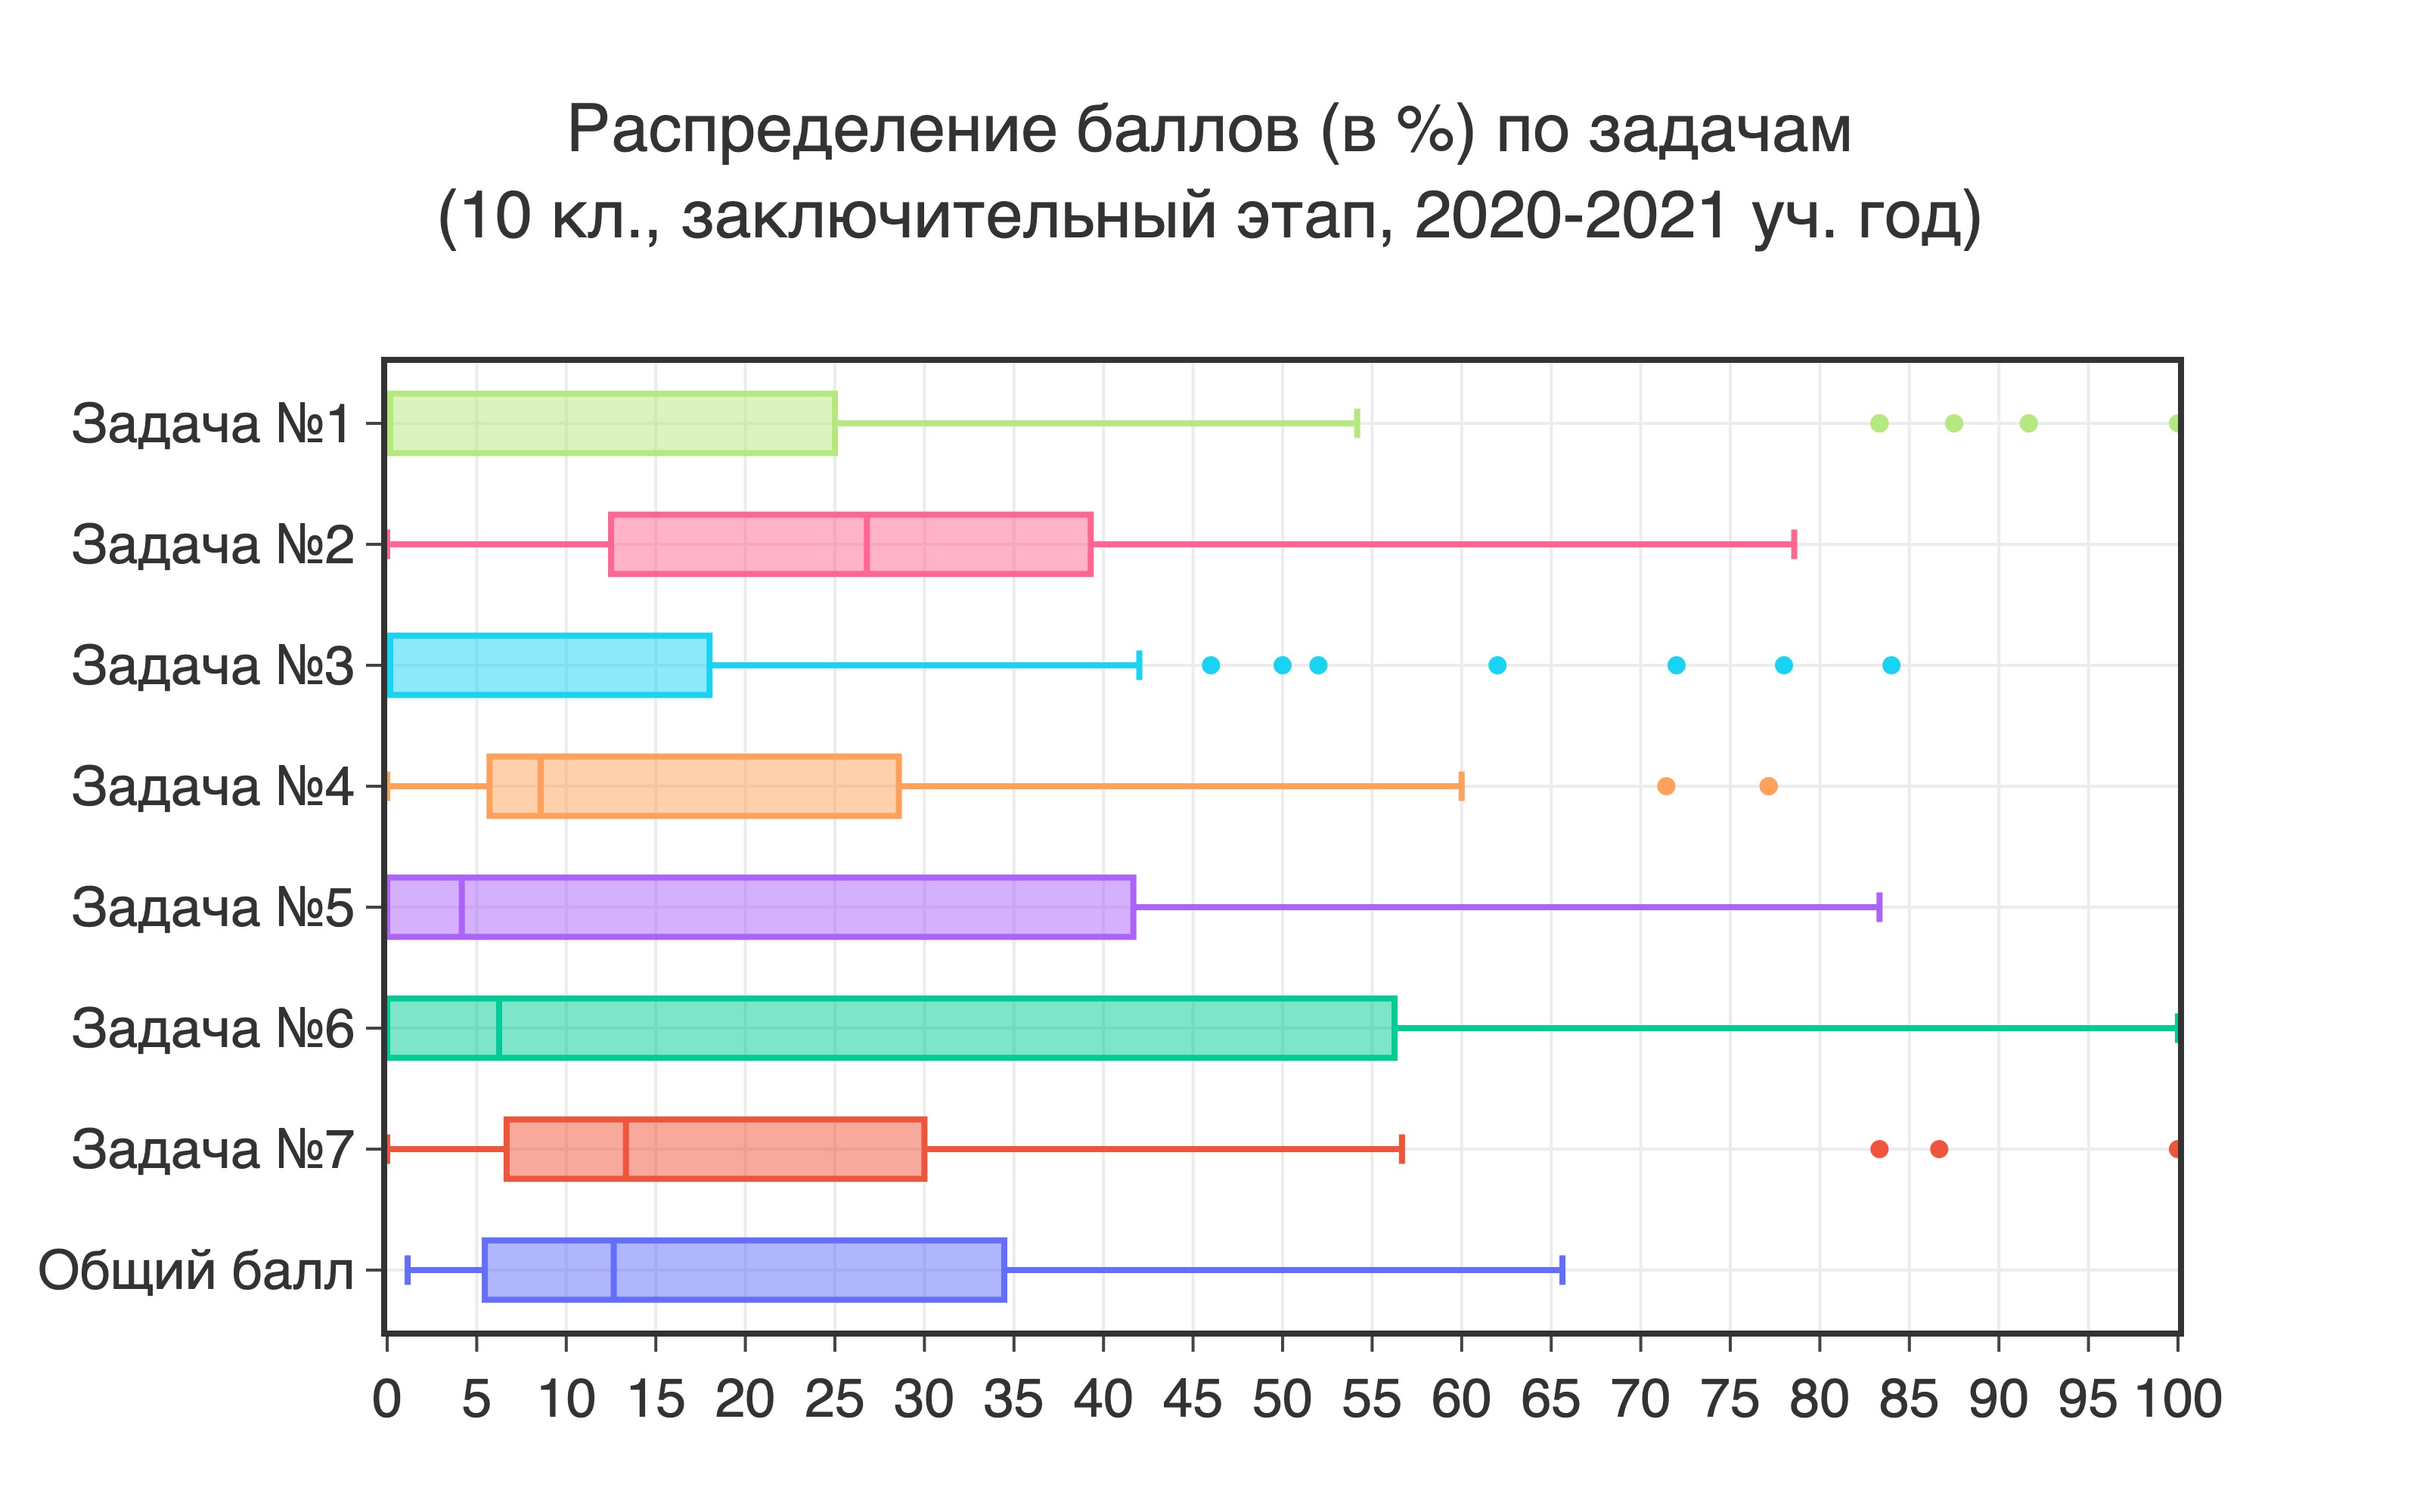 Распределение баллов (в %) по задачам
(10 кл., заключительный этап, 2020-2021 уч. год)
Задача №1
Задача №2
Задача №3
Задача №4
Задача №5
Задача №6
Задача №7
Общий балл
0 5 10 15 20 25 30 35 40 45 50 55 60 65 70 75 80 85 90 95 100